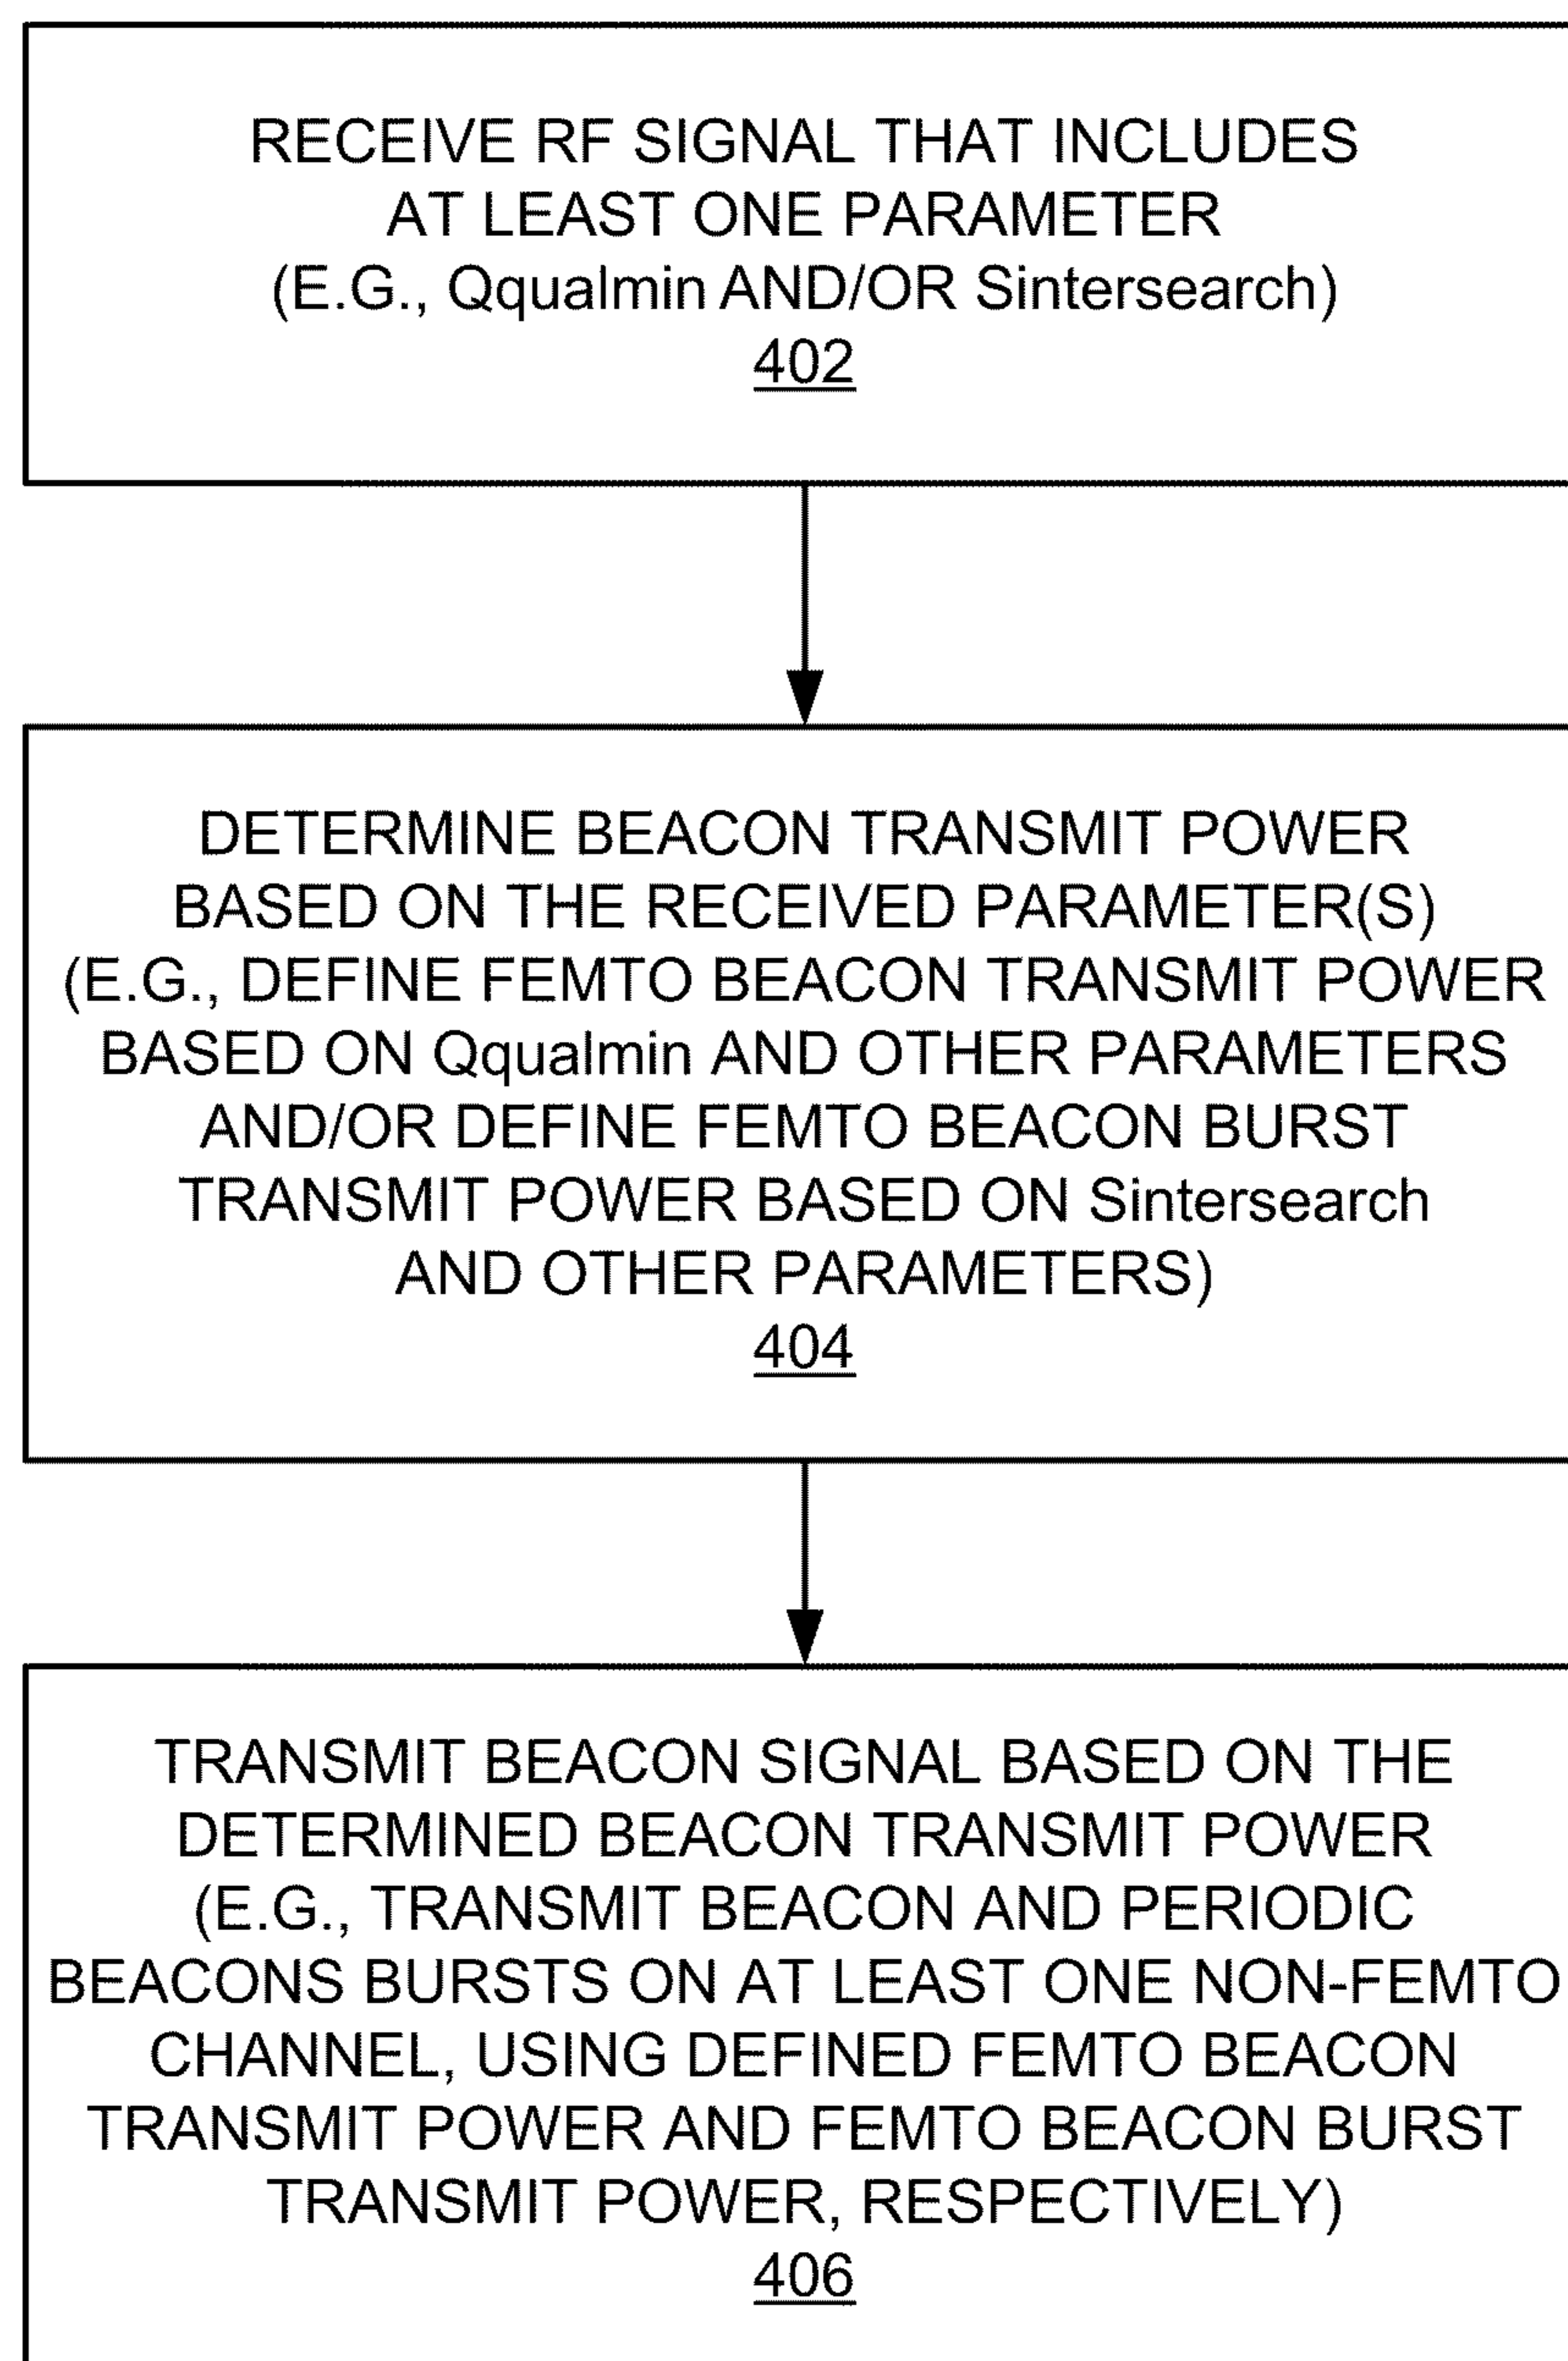 RECEIVE RF SIGNAL THAT INCLUDES
AT LEAST ONE PARAMETER
(E.G., Qqualmin AND/OR Sintersearch)
402
DETERMINE BEACON TRANSMIT POWER
BASED ON THE RECEIVED PARAMETER(S)
(E.G., DEFINE FEMTO BEACON TRANSMIT POWER
BASED ON Qqualmin AND OTHER PARAMETERS
AND/OR DEFINE FEMTO BEACON BURST
TRANSMIT POWER BASED ON Sintersearch
AND OTHER PARAMETERS)
404
TRANSMIT BEACON SIGNAL BASED ON THE
DETERMINED BEACON TRANSMIT POWER
(E.G., TRANSMIT BEACON AND PERIODIC
BEACONS BURSTS ON AT LEAST ONE NON-FEMTO
CHANNEL, USING DEFINED FEMTO BEACON
TRANSMIT POWER AND FEMTO BEACON BURST
TRANSMIT POWER, RESPECTIVELY)
406